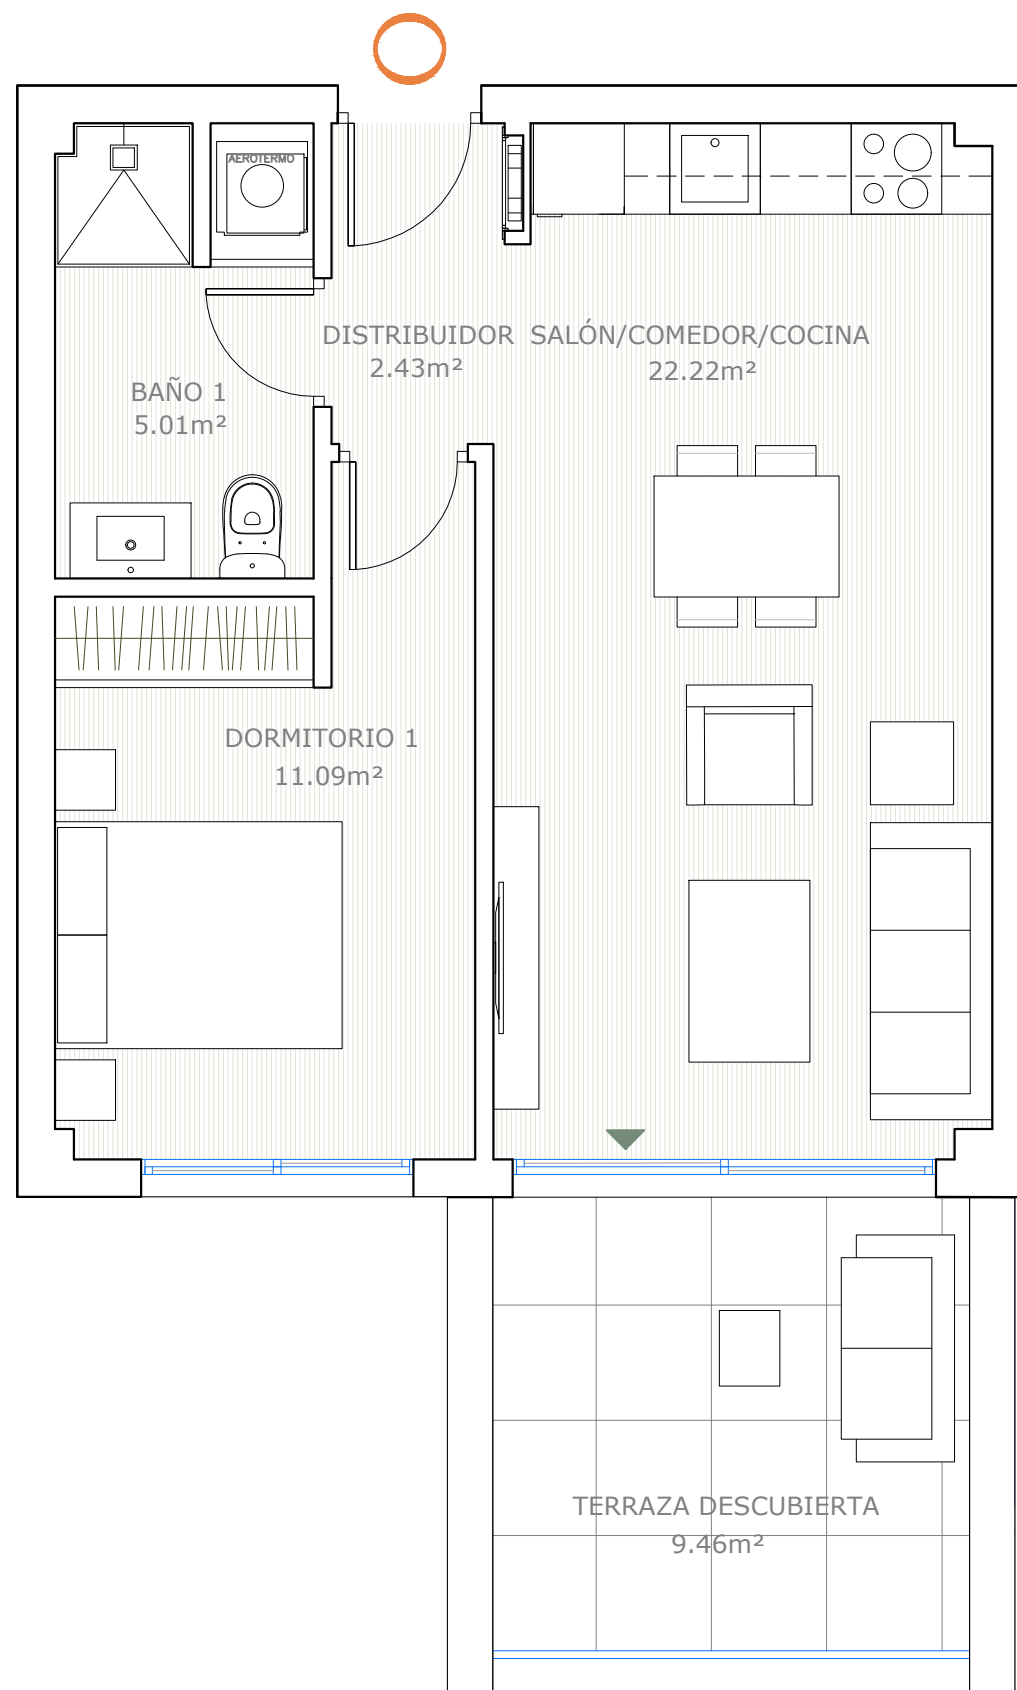 AEROTERMO
DISTRIBUIDOR
2.43m²
SALÓN/COMEDOR/COCINA
22.22m²
BAÑO 1
5.01m²
DORMITORIO 1
11.09m²
TERRAZA DESCUBIERTA
9.46m²